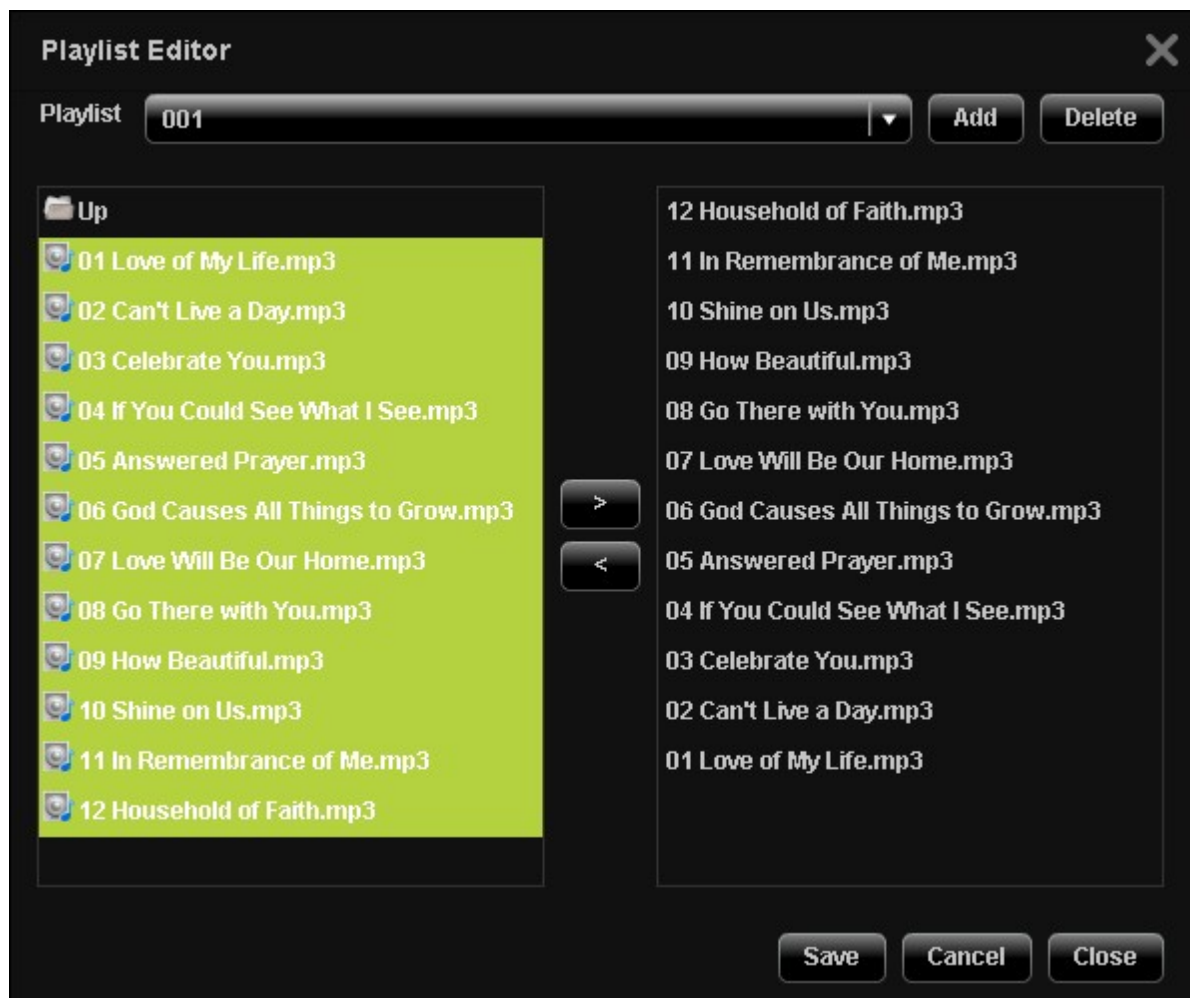 Playlist Editor
Playlist 001 Add Delete
Up
01 Love of My Life.mp3
02 Can't Live a Day.mp3
03 Celebrate You.mp3
04 If You Could See What I See.mp3
05 Answered Prayer.mp3
06 God Causes All Things to Grow.mp3
07 Love Will Be Our Home.mp3
08 Go There with You.mp3
09 How Beautiful.mp3
10 Shine on Us.mp3
11 In Remembrance of Me.mp3
12 Household of Faith.mp3
>
<
12 Household of Faith.mp3
11 In Remembrance of Me.mp3
10 Shine on Us.mp3
09 How Beautiful.mp3
08 Go There with You.mp3
07 Love Will Be Our Home.mp3
06 God Causes All Things to Grow.mp3
05 Answered Prayer.mp3
04 If You Could See What I See.mp3
03 Celebrate You.mp3
02 Can't Live a Day.mp3
01 Love of My Life.mp3
Save Cancel Close